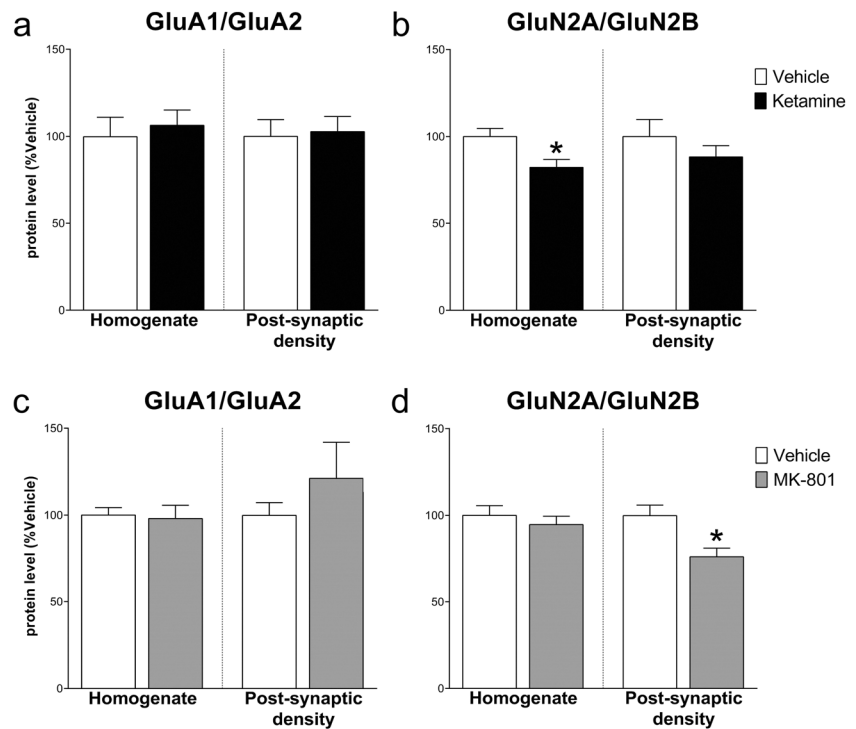 a
GluA1/GluA2
b
GluN2A/GluN2B
protein level (%Vehicle)
150
100
50
0
Homogenate
Post-synaptic
density
150
100
*
50
0
Homogenate
Post-synaptic
density
Vehicle
Ketamine
c
GluA1/GluA2
d
GluN2A/GluN2B
protein level (%Vehicle)
150
100
50
0
Homogenate
Post-synaptic
density
150
100
*
50
0
Homogenate
Post-synaptic
density
Vehicle
MK-801